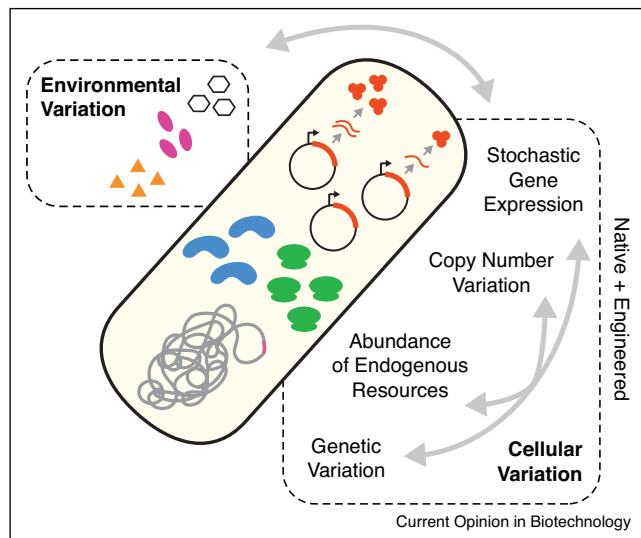 Environmental
Variation
Stochastic
Gene
Expression
Copy Number
Variation
Abundance
of Endogenous
Resources
Genetic
Variation
Cellular
Variation
Native + Engineered
Current Opinion in Biotechnology